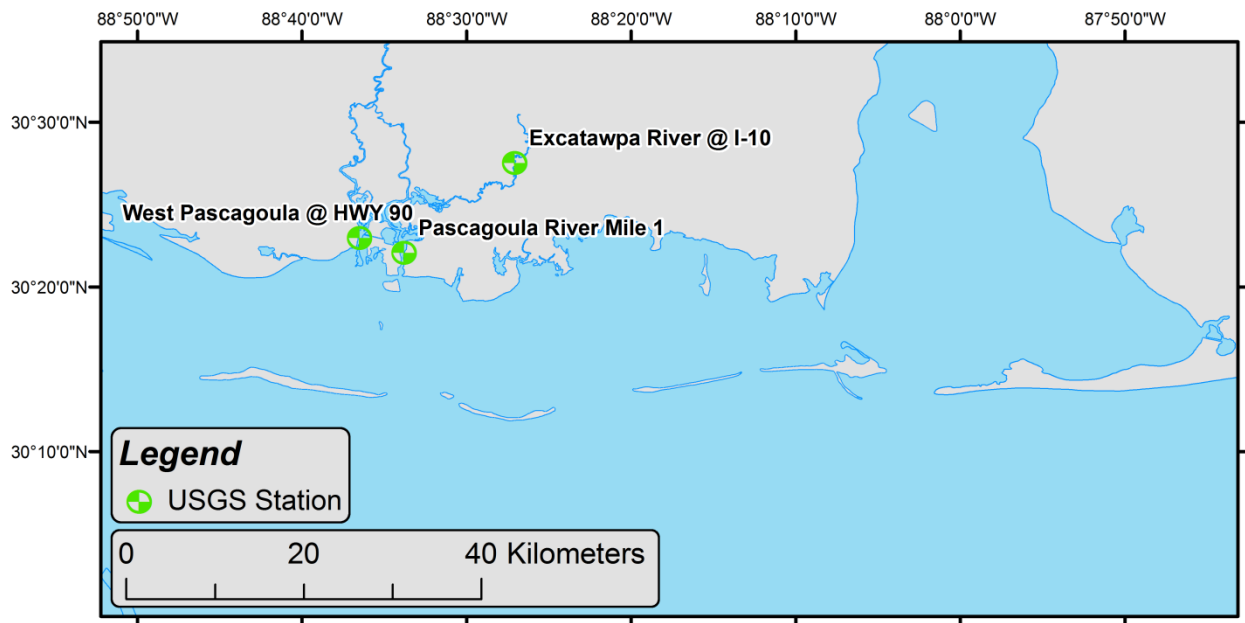 88°50'0"W 88°40'0"W 88°30'0"W 88°20'0"W 88°10'0"W 88°0'0"W 87°50'0"W
30°30'0"N
Excatawpa River @ I-10
West Pascagoula @ HWY 90
Pascagoula River Mile 1
30°20'0"N
30°10'0"N
Legend
USGS Station
0 20 40 Kilometers